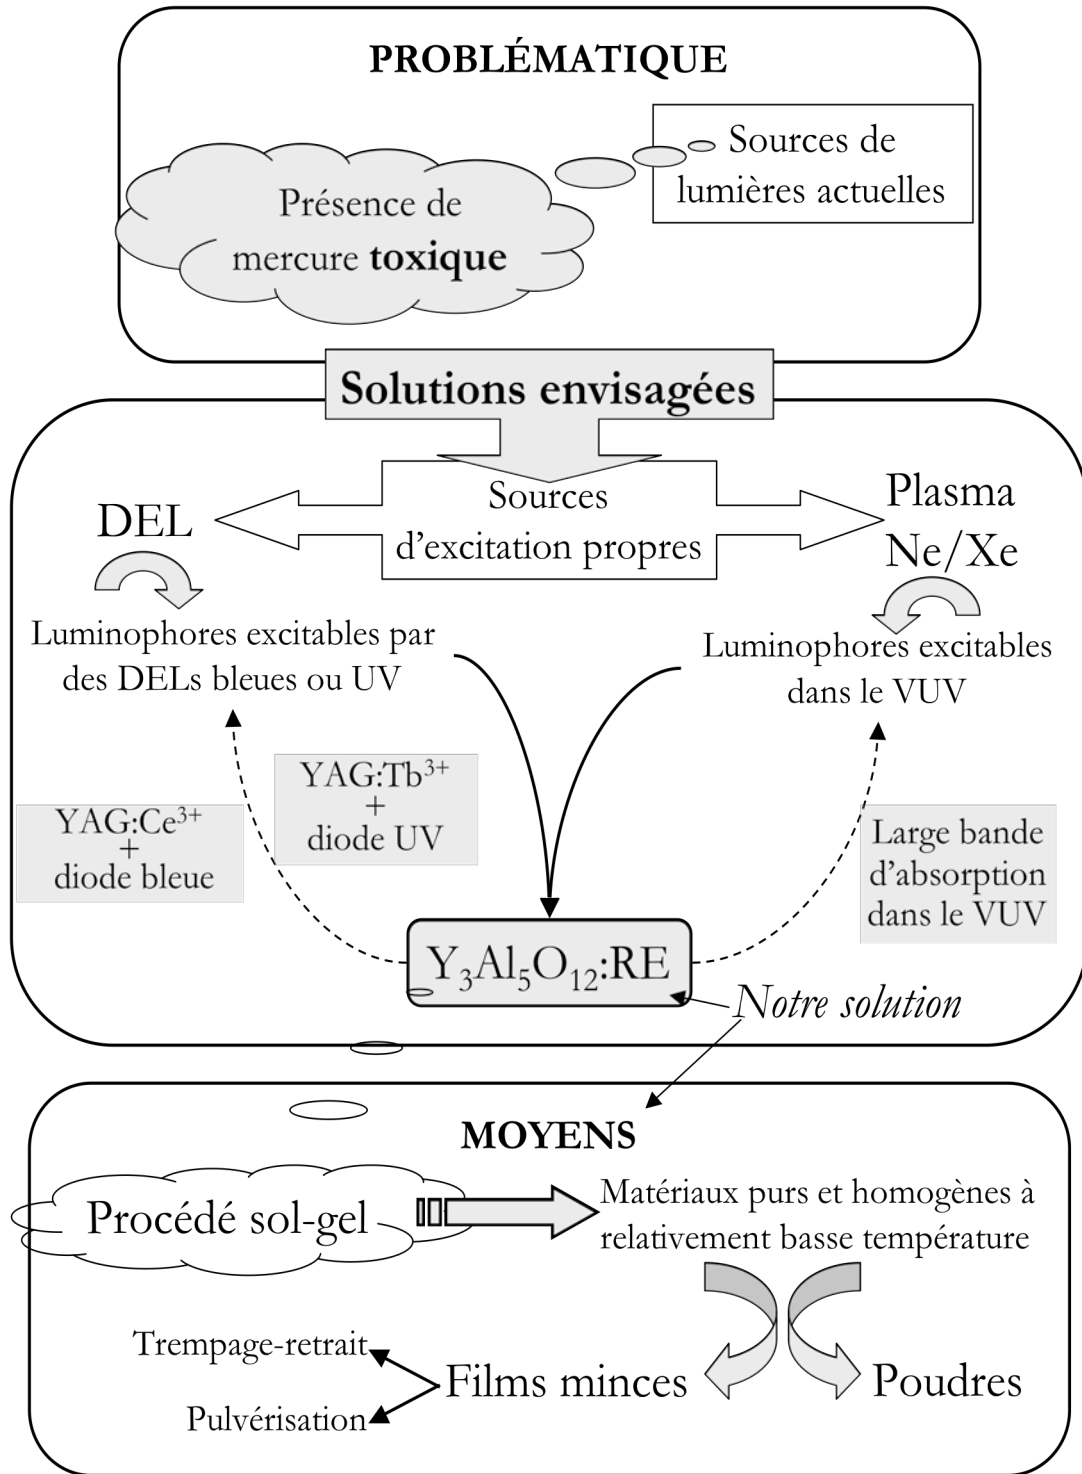 PROBLÉMATIQUE
Sources de
lumières actuelles
Présence de
mercure toxique
Solutions envisagées
Sources
d'excitation propres
DEL
Plasma
Ne/Xe
Luminophores excitables par
des DELs bleues ou UV
Luminophores excitables
dans le VUV
YAG:Tb³⁺
+
diode UV
YAG:Ce³⁺
+
diode bleue
Large bande
d'absorption
dans le VUV
Y₃Al₅O₁₂:RE
Notre solution
MOYENS
Procédé sol-gel
Matériaux purs et homogènes à
relativement basse température
Trempage-retrait
Films minces
Poudres
Pulvérisation